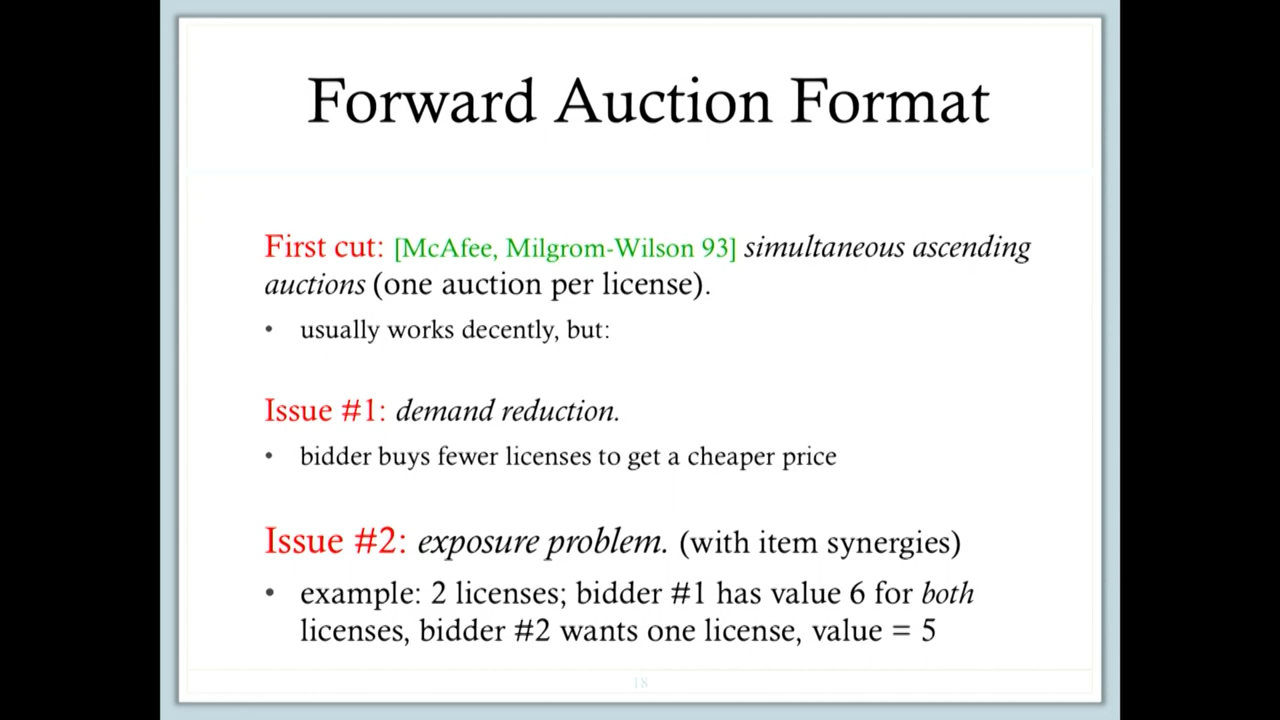 Forward Auction Format
First cut: [McAfee, Milgrom-Wilson 93] simultaneous ascending
auctions (one auction per license).
• usually works decently, but:
Issue #1: demand reduction.
• bidder buys fewer licenses to get a cheaper price
Issue #2: exposure problem. (with item synergies)
• example: 2 licenses; bidder #1 has value 6 for both
licenses, bidder #2 wants one license, value = 5
18